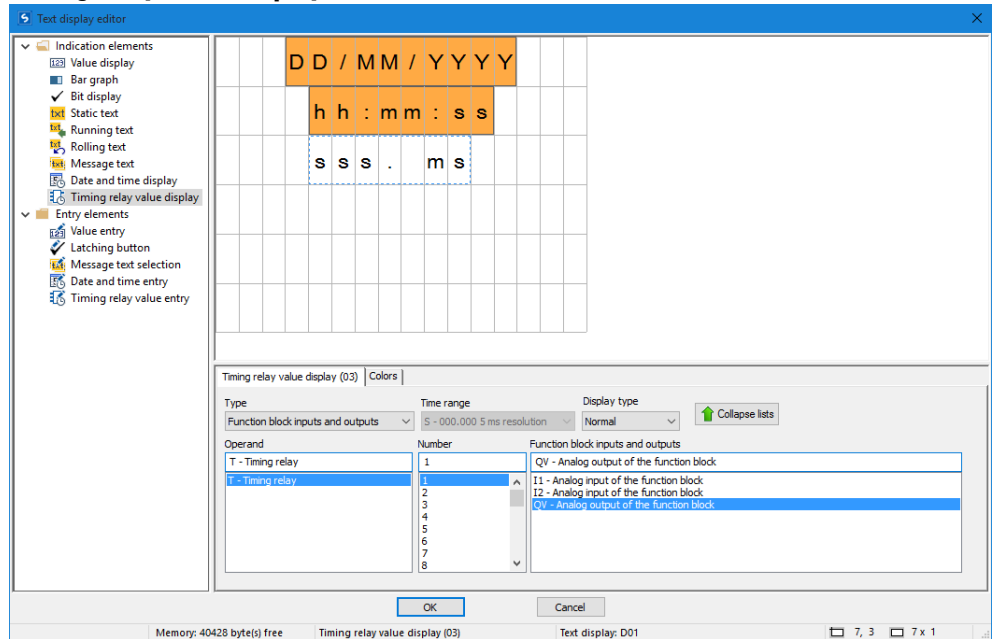 Text display editor
Indication elements
Value display
Bar graph
Bit display
Static text
Running text
Rolling text
Message text
Date and time display
Timing relay value display
Entry elements
Value entry
Latching button
Message text selection
Date and time entry
Timing relay value entry
DD/MM/YYYY
hh:mm:ss
sss. ms
Timing relay value display (03) Colors
Type Time range Display type
Function block inputs and outputs S - 000.000 5 ms resolution Normal Collapse lists
Operand Number Function block inputs and outputs
T - Timing relay 1 QV - Analog output of the function block
T - Timing relay 1 I1 - Analog input of the function block
2 I2 - Analog input of the function block
3 QV - Analog output of the function block
4
5
6
7
8
OK Cancel
Memory: 40428 byte(s) free Timing relay value display (03) Text display: D01 7, 3 7 x 1